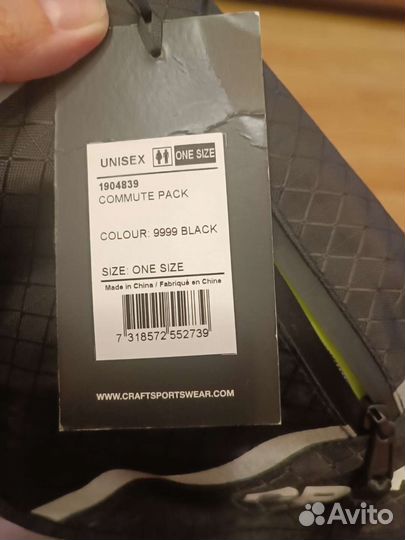 UNISEX ONE SIZE
1904839
COMMUTE PACK
COLOUR: 9999 BLACK
SIZE: ONE SIZE
Made in China / Fabriqué en Chine
7 318572 552739
WWW.CRAFTSPORTSWEAR.COM
Avito